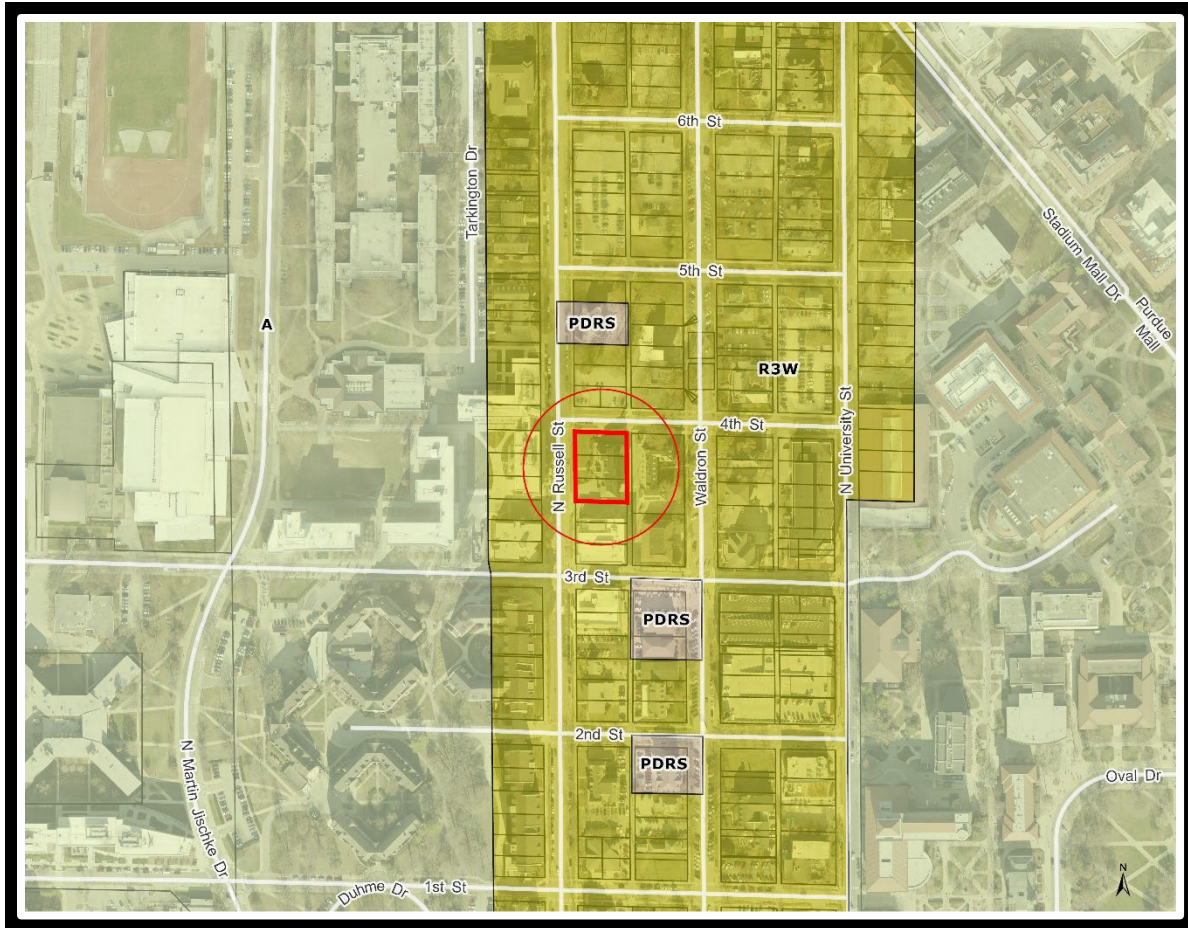 6th St
Tarkington Dr
5th St
Stadium Mall Dr
Purdue
Mall
A
PDRS
R3W
N Russell St
4th St
Waldron St
N University St
3rd St
PDRS
2nd St
PDRS
N Martin Jischke Dr
Oval Dr
Duhme Dr
1st St
N